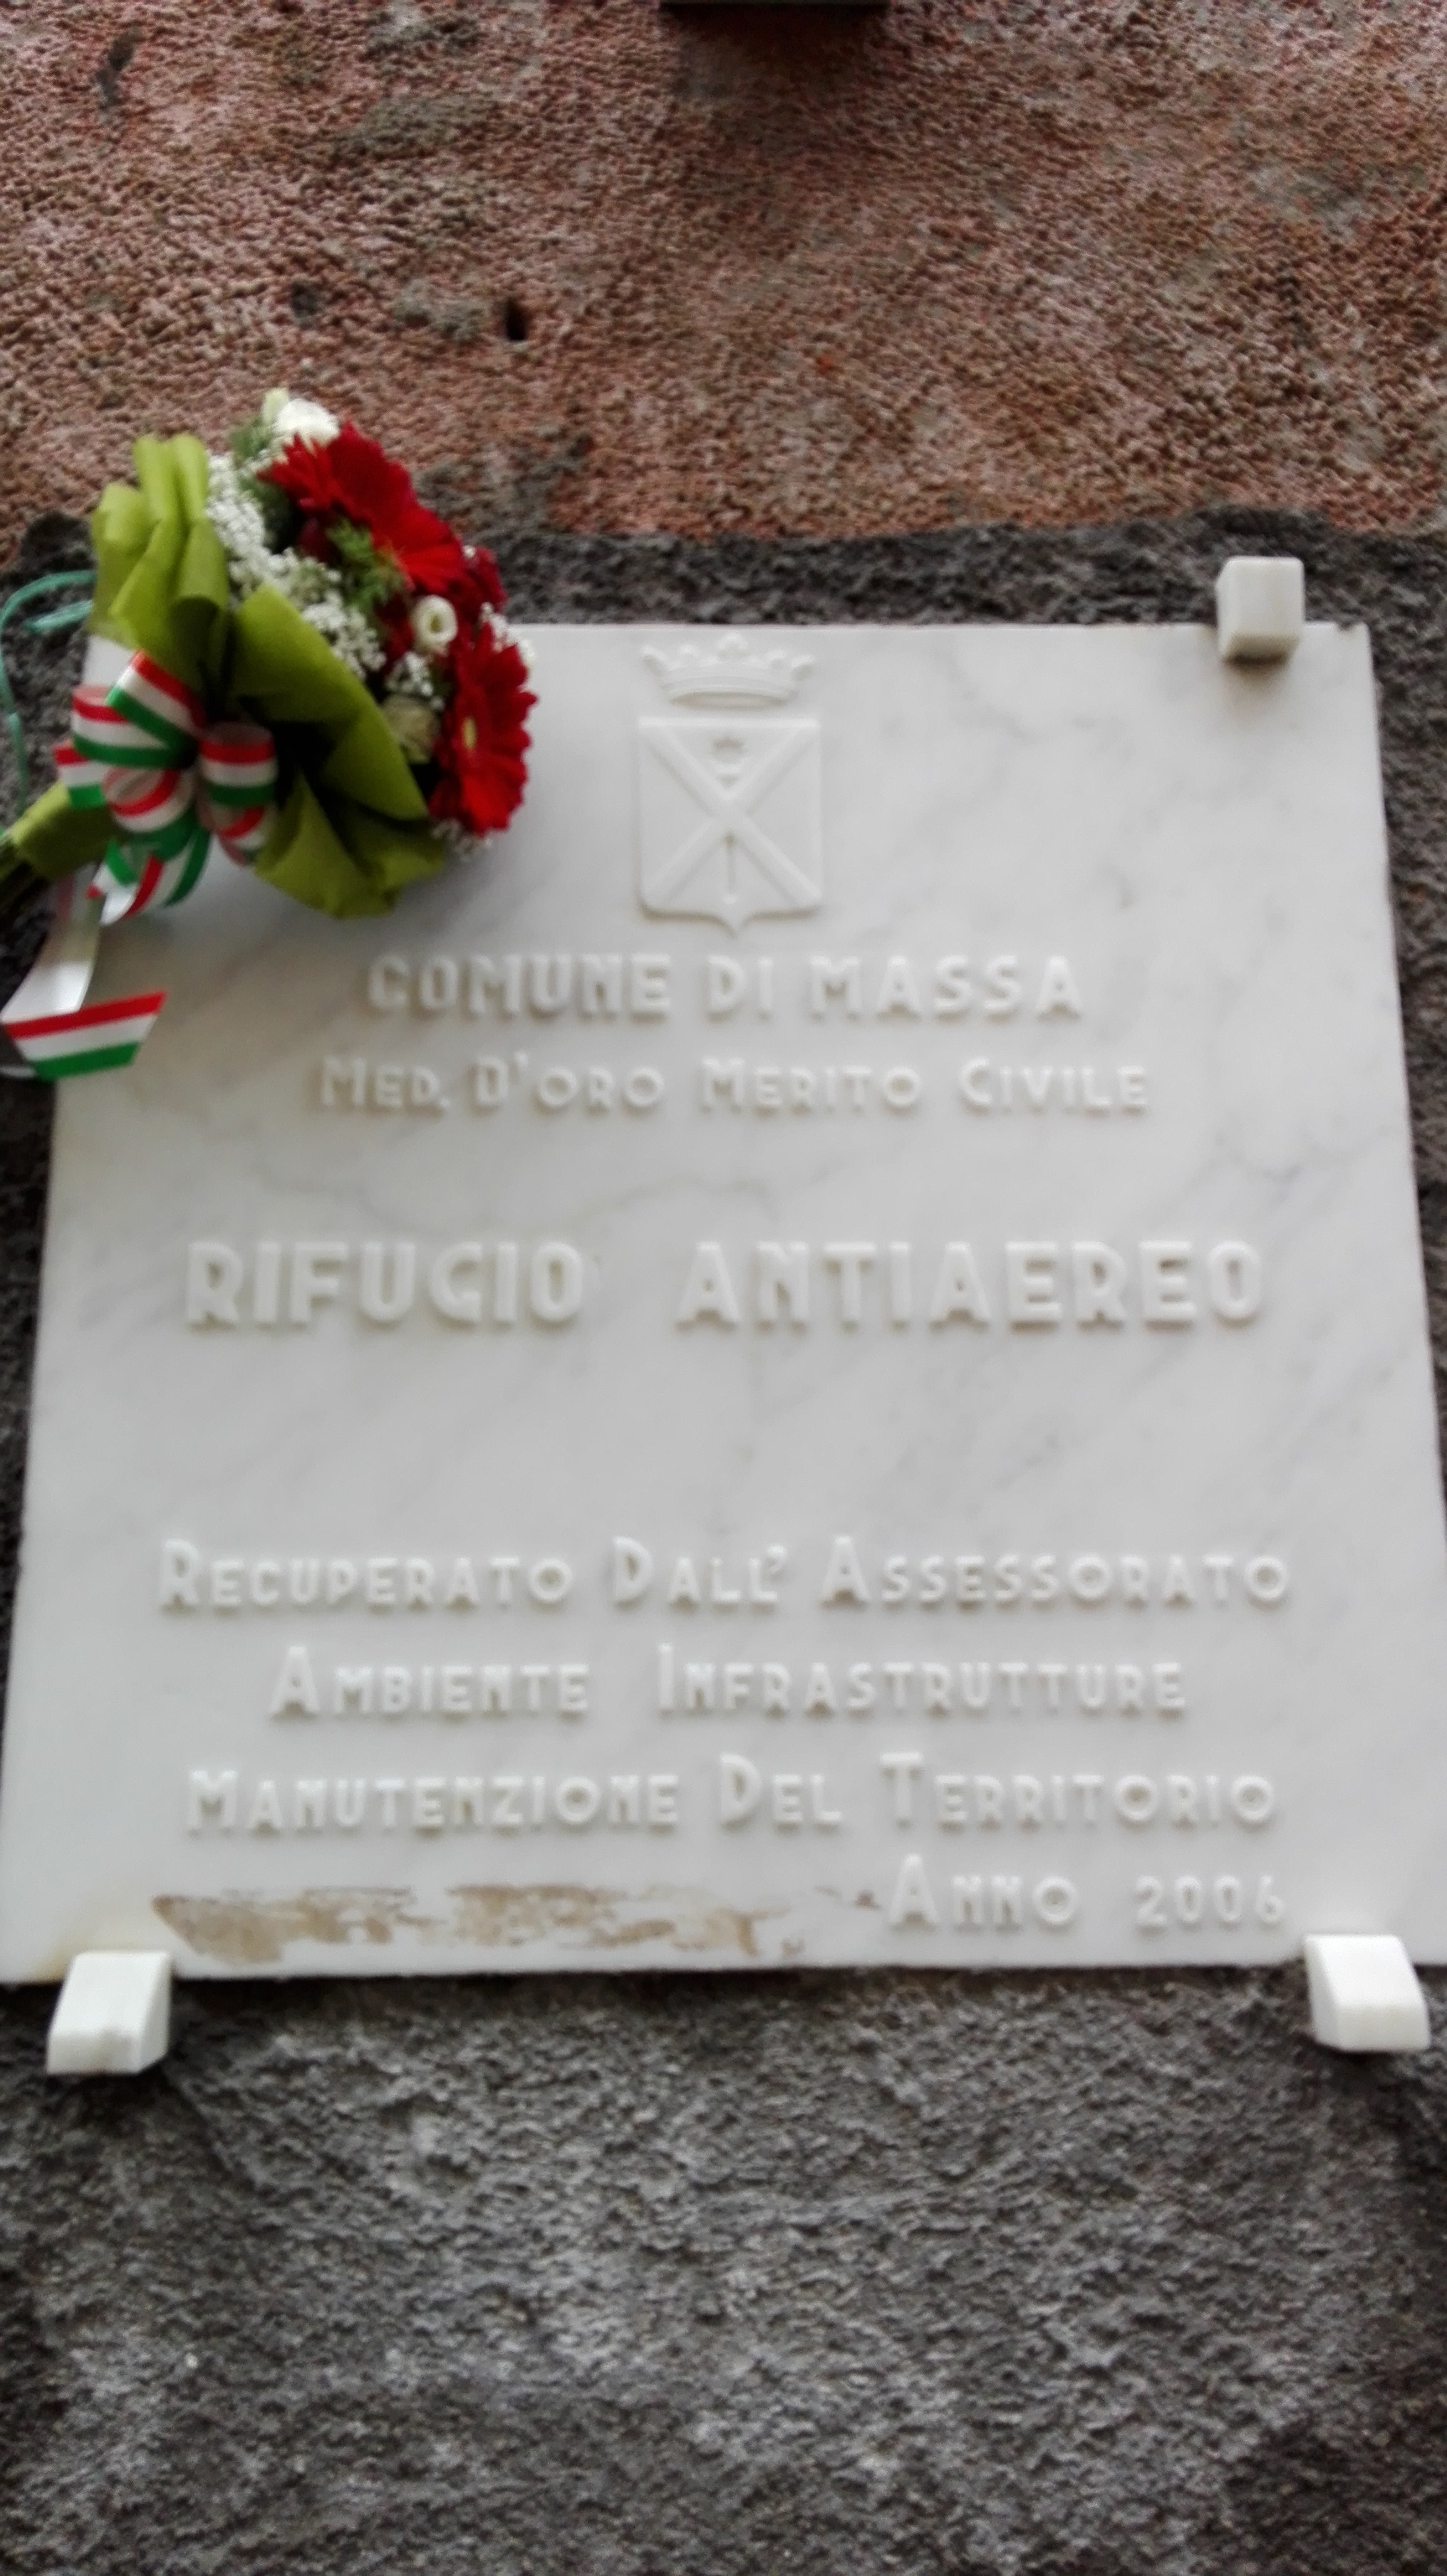 COMUNE DI MASSA
MED. D'ORO MERITO CIVILE
RIFUGIO ANTIAEREO
RECUPERATO DALL' ASSESSORATO
AMBIENTE INFRASTRUTTURE
MANUTENZIONE DEL TERRITORIO
ANNO 2006